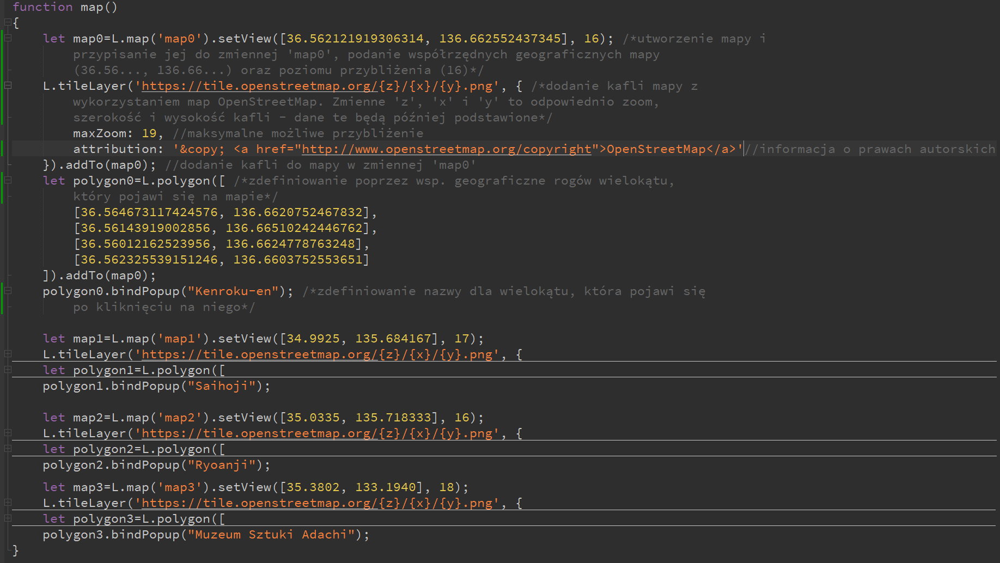 function map()
{
    let map0=L.map('map0').setView([36.562121919306314, 136.662552437345], 16); /*utworzenie mapy i
        przypisanie jej do zmiennej 'map0', podanie współrzędnych geograficznych mapy
        (36.56..., 136.66...) oraz poziomu przybliżenia (16)*/
    L.tileLayer('https://tile.openstreetmap.org/{z}/{x}/{y}.png', { /*dodanie kafli mapy z
        wykorzystaniem map OpenStreetMap. Zmienne 'z', 'x' i 'y' to odpowiednio zoom,
        szerokość i wysokość kafli - dane te będą później podstawione*/
        maxZoom: 19, //maksymalne możliwe przybliżenie
        attribution: '&copy; <a href="http://www.openstreetmap.org/copyright">OpenStreetMap</a>'//informacja o prawach autorskich
    }).addTo(map0); //dodanie kafli do mapy w zmiennej 'map0'
    let polygon0=L.polygon([ /*zdefiniowanie poprzez wsp. geograficzne rogów wielokątu,
        który pojawi się na mapie*/
        [36.564673117424576, 136.6620752467832],
        [36.56143919002856, 136.66510242446762],
        [36.56012162523956, 136.6624778763248],
        [36.562325539151246, 136.6603752553651]
    ]).addTo(map0);
    polygon0.bindPopup("Kenroku-en"); /*zdefiniowanie nazwy dla wielokątu, która pojawi się
        po kliknięciu na niego*/
    let map1=L.map('map1').setView([34.9925, 135.684167], 17);
    L.tileLayer('https://tile.openstreetmap.org/{z}/{x}/{y}.png', {
    let polygon1=L.polygon([
    polygon1.bindPopup("Saihoji");
    let map2=L.map('map2').setView([35.0335, 135.718333], 16);
    L.tileLayer('https://tile.openstreetmap.org/{z}/{x}/{y}.png', {
    let polygon2=L.polygon([
    polygon2.bindPopup("Ryoanji");
    let map3=L.map('map3').setView([35.3802, 133.1940], 18);
    L.tileLayer('https://tile.openstreetmap.org/{z}/{x}/{y}.png', {
    let polygon3=L.polygon([
    polygon3.bindPopup("Muzeum Sztuki Adachi");
}